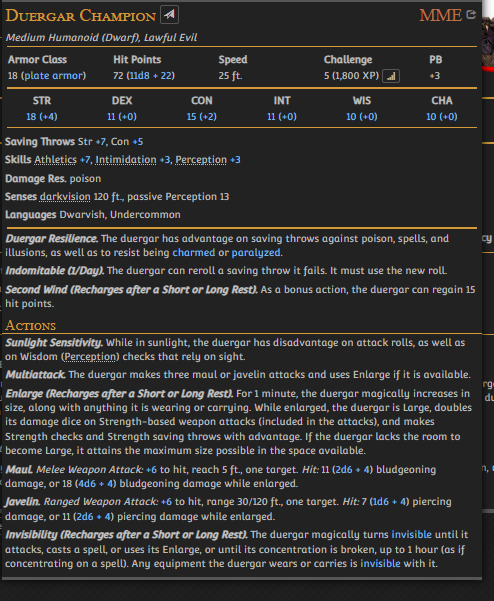 Duergar Champion MME
Medium Humanoid (Dwarf), Lawful Evil
Armor Class Hit Points Speed Challenge PB
18 (plate armor) 72 (11d8 + 22) 25 ft. 5 (1,800 XP) +3
STR DEX CON INT WIS CHA
18 (+4) 11 (+0) 15 (+2) 11 (+0) 10 (+0) 10 (+0)
Saving Throws Str +7, Con +5
Skills Athletics +7, Intimidation +3, Perception +3
Damage Res. poison
Senses darkvision 120 ft., passive Perception 13
Languages Dwarvish, Undercommon
Duergar Resilience. The duergar has advantage on saving throws against poison, spells, and
illusions, as well as to resist being charmed or paralyzed.
Indomitable (1/Day). The duergar can reroll a saving throw it fails. It must use the new roll.
Second Wind (Recharges after a Short or Long Rest). As a bonus action, the duergar can regain 15
hit points.
Actions
Sunlight Sensitivity. While in sunlight, the duergar has disadvantage on attack rolls, as well as
on Wisdom (Perception) checks that rely on sight.
Multiattack. The duergar makes three maul or javelin attacks and uses Enlarge if it is available.
Enlarge (Recharges after a Short or Long Rest). For 1 minute, the duergar magically increases in
size, along with anything it is wearing or carrying. While enlarged, the duergar is Large, doubles
its damage dice on Strength-based weapon attacks (included in the attacks), and makes
Strength checks and Strength saving throws with advantage. If the duergar lacks the room to
become Large, it attains the maximum size possible in the space available.
Maul. Melee Weapon Attack: +6 to hit, reach 5 ft., one target. Hit: 11 (2d6 + 4) bludgeoning
damage, or 18 (4d6 + 4) bludgeoning damage while enlarged.
Javelin. Ranged Weapon Attack: +6 to hit, range 30/120 ft., one target. Hit: 7 (1d6 + 4) piercing
damage, or 11 (2d6 + 4) piercing damage while enlarged.
Invisibility (Recharges after a Short or Long Rest). The duergar magically turns invisible until it
attacks, casts a spell, or uses its Enlarge, or until its concentration is broken, up to 1 hour (as if
concentrating on a spell). Any equipment the duergar wears or carries is invisible with it.